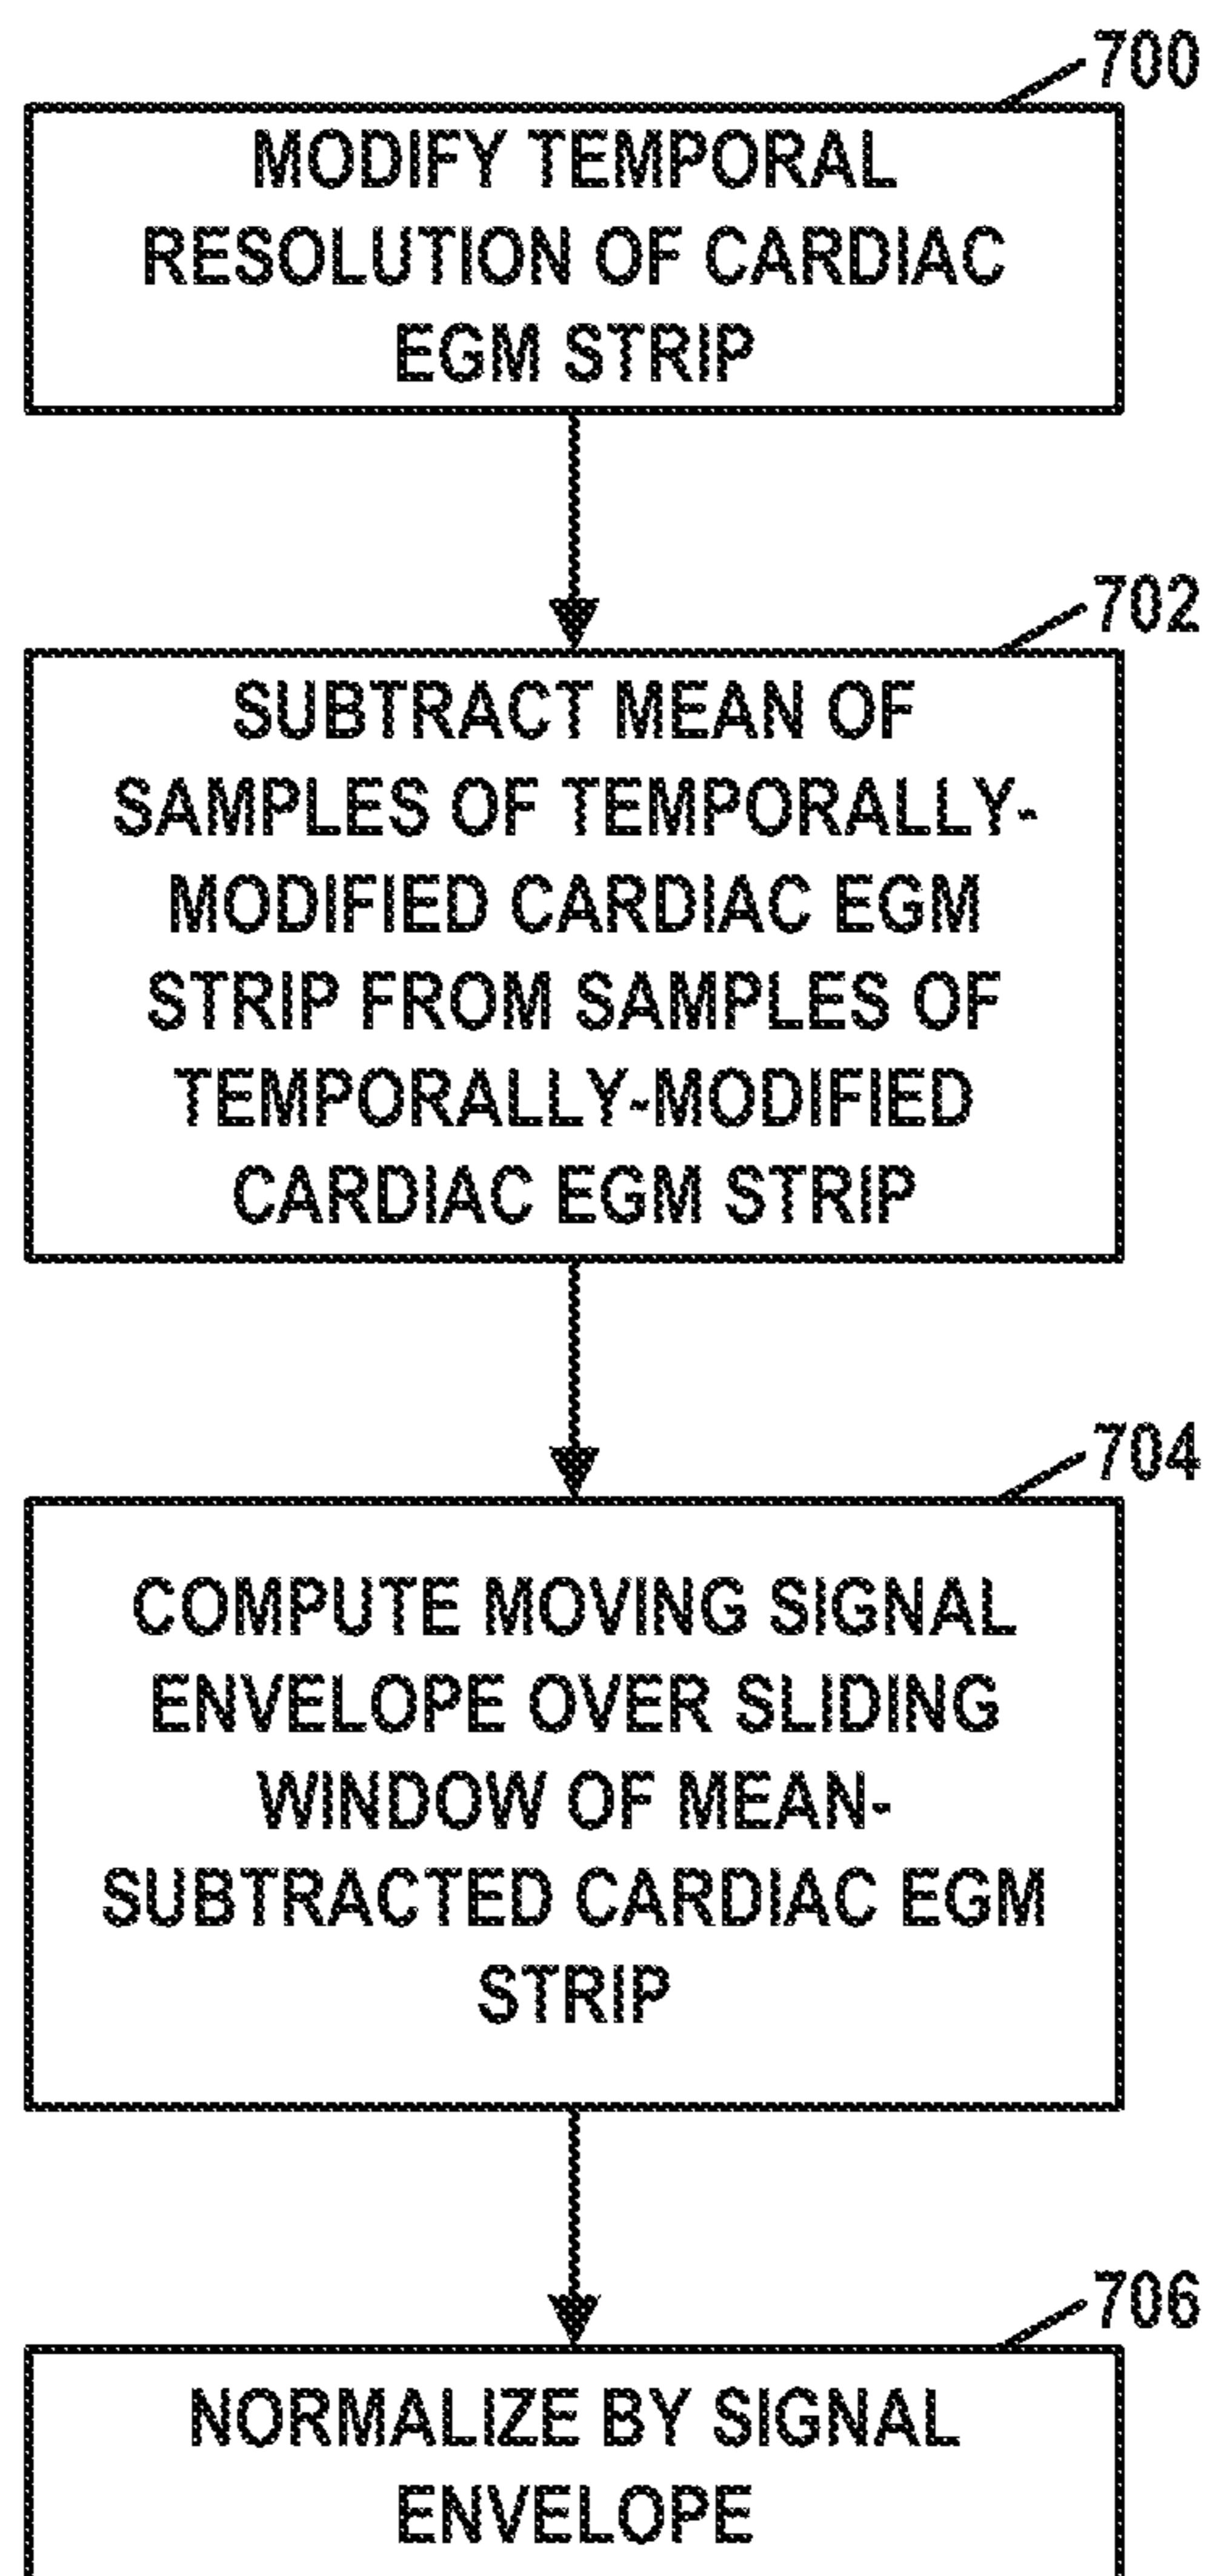 700
MODIFY TEMPORAL
RESOLUTION OF CARDIAC
EGM STRIP
702
SUBTRACT MEAN OF
SAMPLES OF TEMPORALLY-
MODIFIED CARDIAC EGM
STRIP FROM SAMPLES OF
TEMPORALLY-MODIFIED
CARDIAC EGM STRIP
704
COMPUTE MOVING SIGNAL
ENVELOPE OVER SLIDING
WINDOW OF MEAN-
SUBTRACTED CARDIAC EGM
STRIP
706
NORMALIZE BY SIGNAL
ENVELOPE